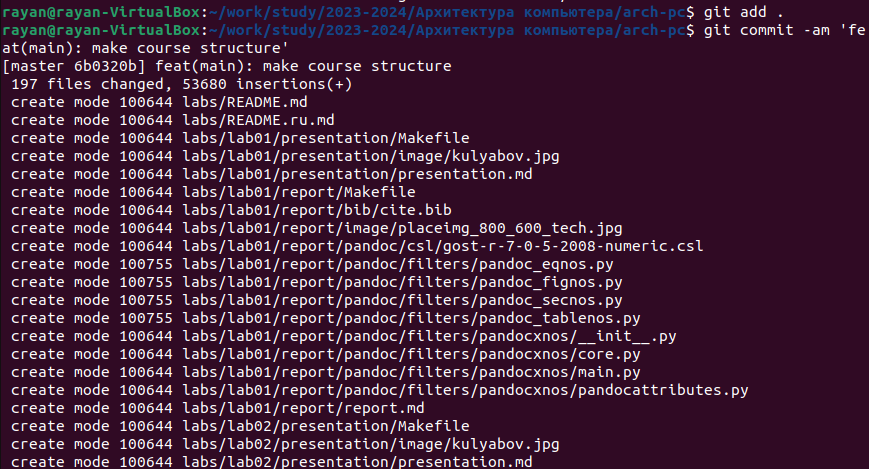 rayan@rayan-VirtualBox:~/work/study/2023-2024/Архитектура компьютера/arch-pc$ git add .
rayan@rayan-VirtualBox:~/work/study/2023-2024/Архитектура компьютера/arch-pc$ git commit -am 'fe
at(main): make course structure'
[master 6b0320b] feat(main): make course structure
 197 files changed, 53680 insertions(+)
 create mode 100644 labs/README.md
 create mode 100644 labs/README.ru.md
 create mode 100644 labs/lab01/presentation/Makefile
 create mode 100644 labs/lab01/presentation/image/kulyabov.jpg
 create mode 100644 labs/lab01/presentation/presentation.md
 create mode 100644 labs/lab01/report/Makefile
 create mode 100644 labs/lab01/report/bib/cite.bib
 create mode 100644 labs/lab01/report/image/placeimg_800_600_tech.jpg
 create mode 100644 labs/lab01/report/pandoc/csl/gost-r-7-0-5-2008-numeric.csl
 create mode 100755 labs/lab01/report/pandoc/filters/pandoc_eqnos.py
 create mode 100755 labs/lab01/report/pandoc/filters/pandoc_fignos.py
 create mode 100755 labs/lab01/report/pandoc/filters/pandoc_secnos.py
 create mode 100755 labs/lab01/report/pandoc/filters/pandoc_tablenos.py
 create mode 100644 labs/lab01/report/pandoc/filters/pandocxnos/__init__.py
 create mode 100644 labs/lab01/report/pandoc/filters/pandocxnos/core.py
 create mode 100644 labs/lab01/report/pandoc/filters/pandocxnos/main.py
 create mode 100644 labs/lab01/report/pandoc/filters/pandocxnos/pandocattributes.py
 create mode 100644 labs/lab01/report/report.md
 create mode 100644 labs/lab02/presentation/Makefile
 create mode 100644 labs/lab02/presentation/image/kulyabov.jpg
 create mode 100644 labs/lab02/presentation/presentation.md